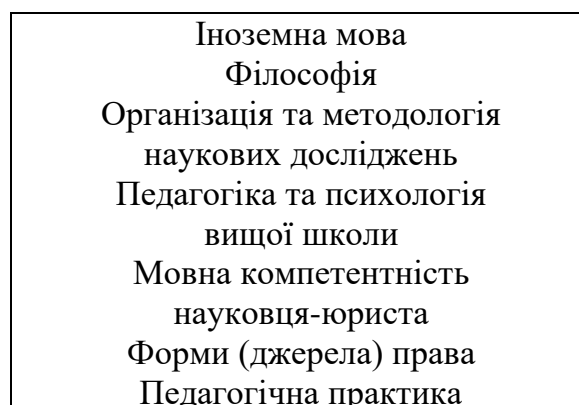 Іноземна мова
Філософія
Організація та методологія
наукових досліджень
Педагогіка та психологія
вищої школи
Мовна компетентність
науковця-юриста
Форми (джерела) права
Педагогічна практика